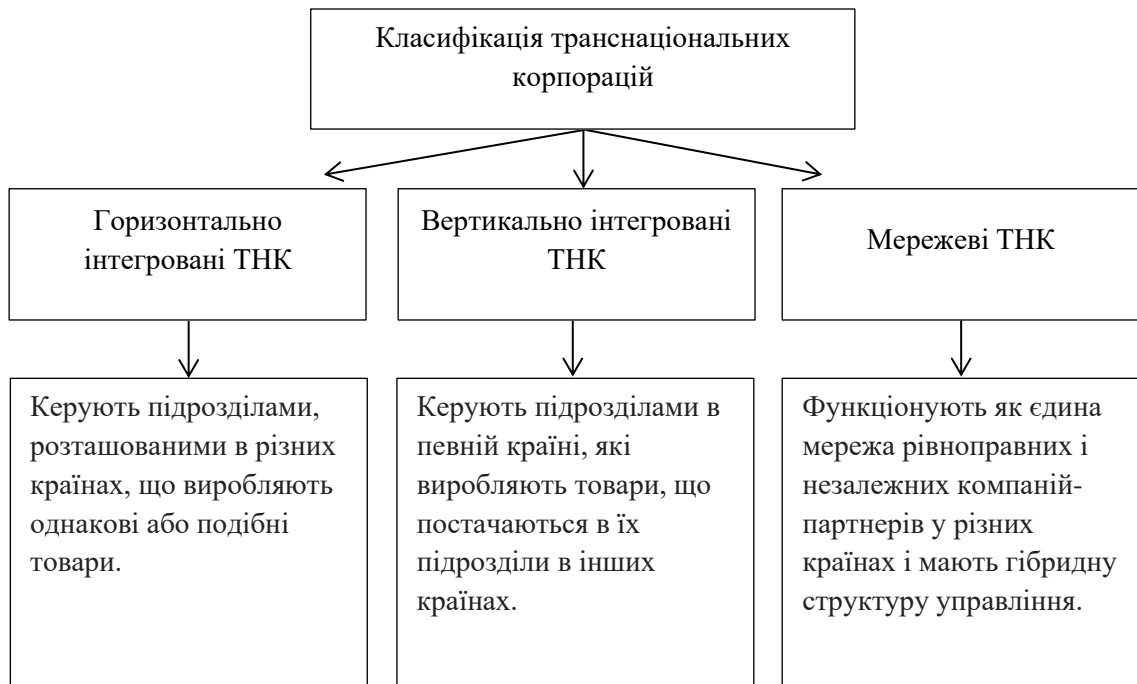 Класифікація транснаціональних
корпорацій
Горизонтально
інтегровані ТНК
Вертикально інтегровані
ТНК
Мережеві ТНК
Керують підрозділами,
розташованими в різних
країнах, що виробляють
однакові або подібні
товари.
Керують підрозділами в
певній країні, які
виробляють товари, що
постачаються в їх
підрозділи в інших
країнах.
Функціонують як єдина
мережа рівноправних і
незалежних компаній-
партнерів у різних
країнах і мають гібридну
структуру управління.